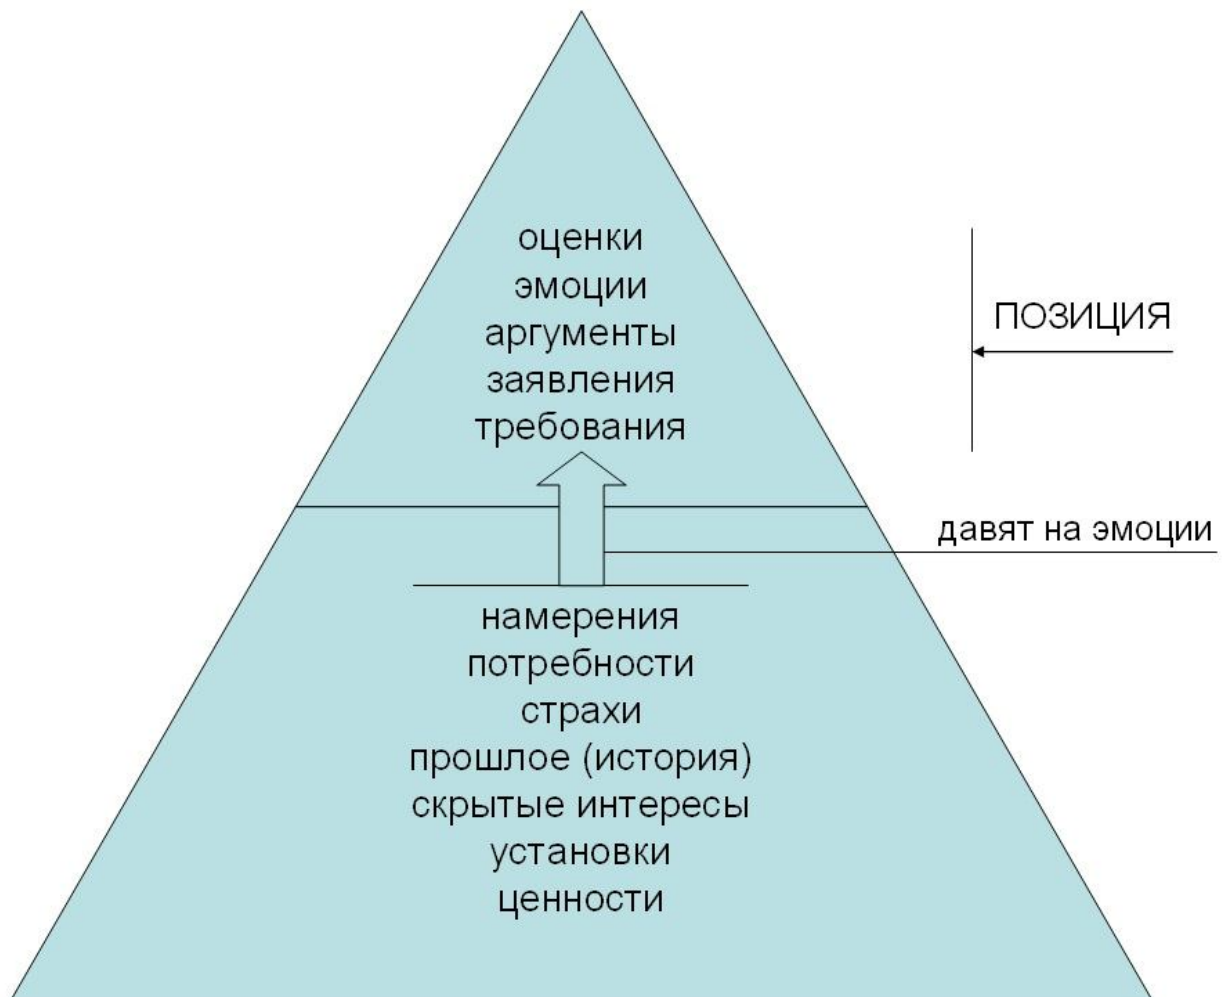 оценки
эмоции
аргументы
заявления
требования
ПОЗИЦИЯ
давят на эмоции
намерения
потребности
страхи
прошлое (история)
скрытые интересы
установки
ценности